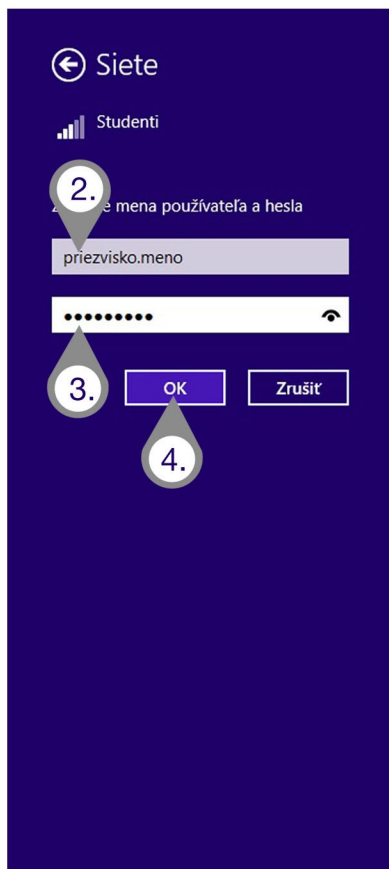 Siete
Studenti
2.
mena používateľa a hesla
priezvisko.meno
•••••••••
3.
OK
Zrušiť
4.